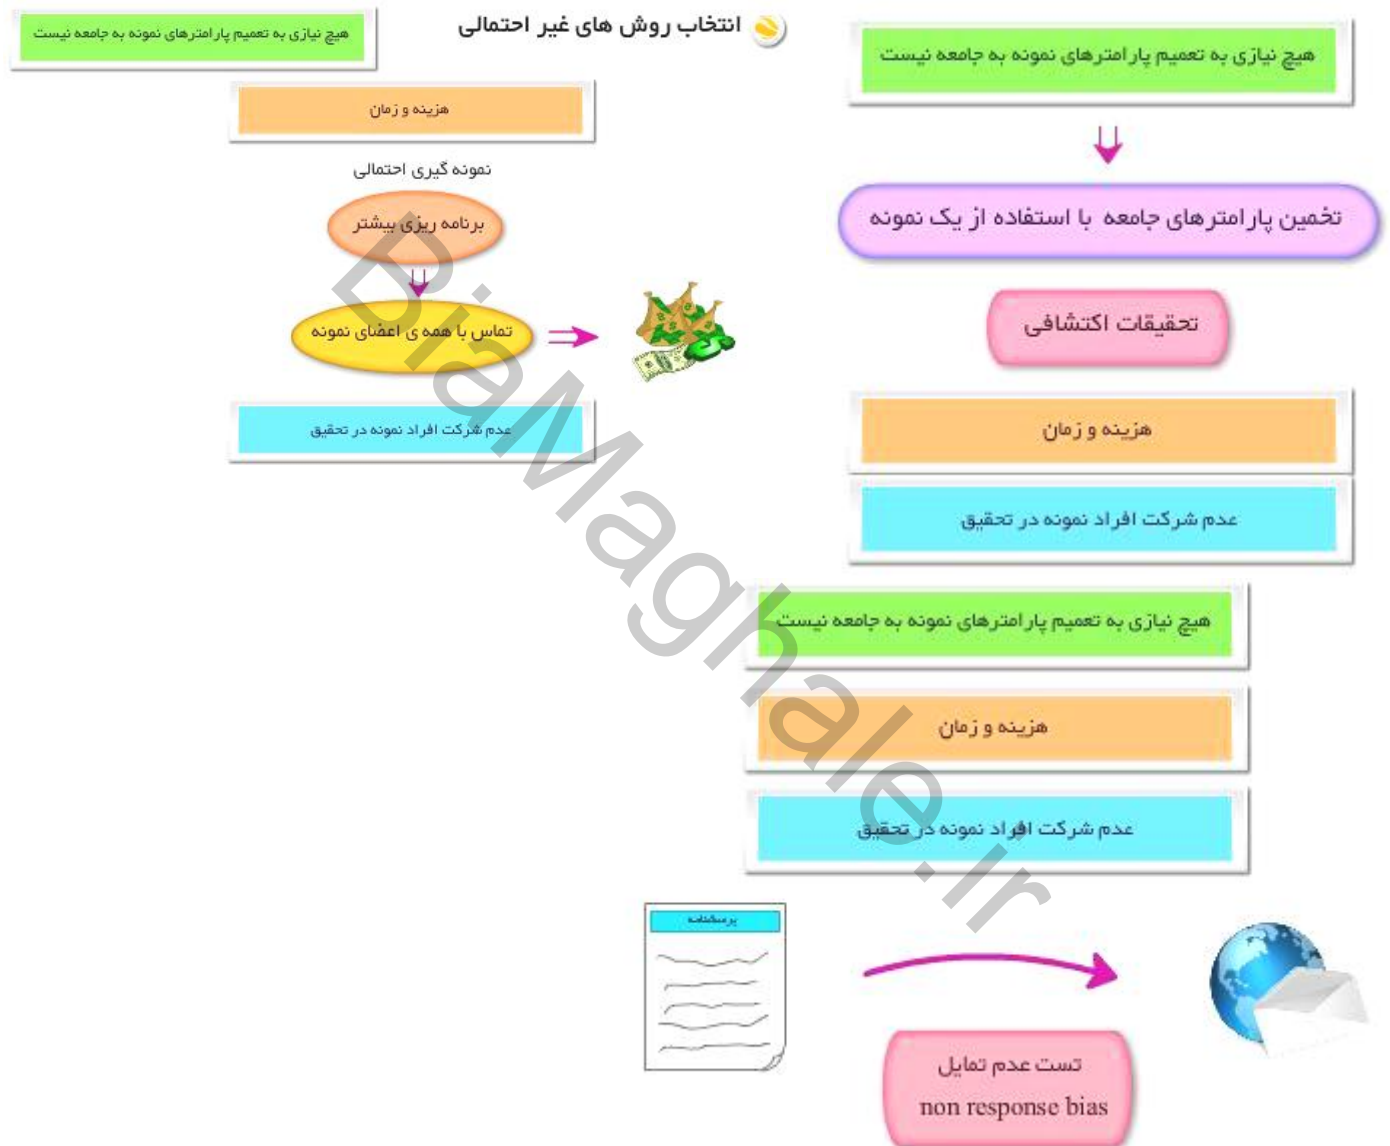 انتخاب روش های غیر احتمالی
هیچ نیازی به تعمیم پارامترهای نمونه به جامعه نیست
تخمین پارامترهای جامعه با استفاده از یک نمونه
تحقیقات اکتشافی
هزینه و زمان
عدم شرکت افراد نمونه در تحقیق
هیچ نیازی به تعمیم پارامترهای نمونه به جامعه نیست
هزینه و زمان
نمونه گیری احتمالی
برنامه ریزی بیشتر
تماس با همه ی اعضای نمونه
عدم شرکت افراد نمونه در تحقیق
هیچ نیازی به تعمیم پارامترهای نمونه به جامعه نیست
هزینه و زمان
عدم شرکت افراد نمونه در تحقیق
پرسشنامه
تست عدم تمایل
non response bias
BiaMaghale.ir